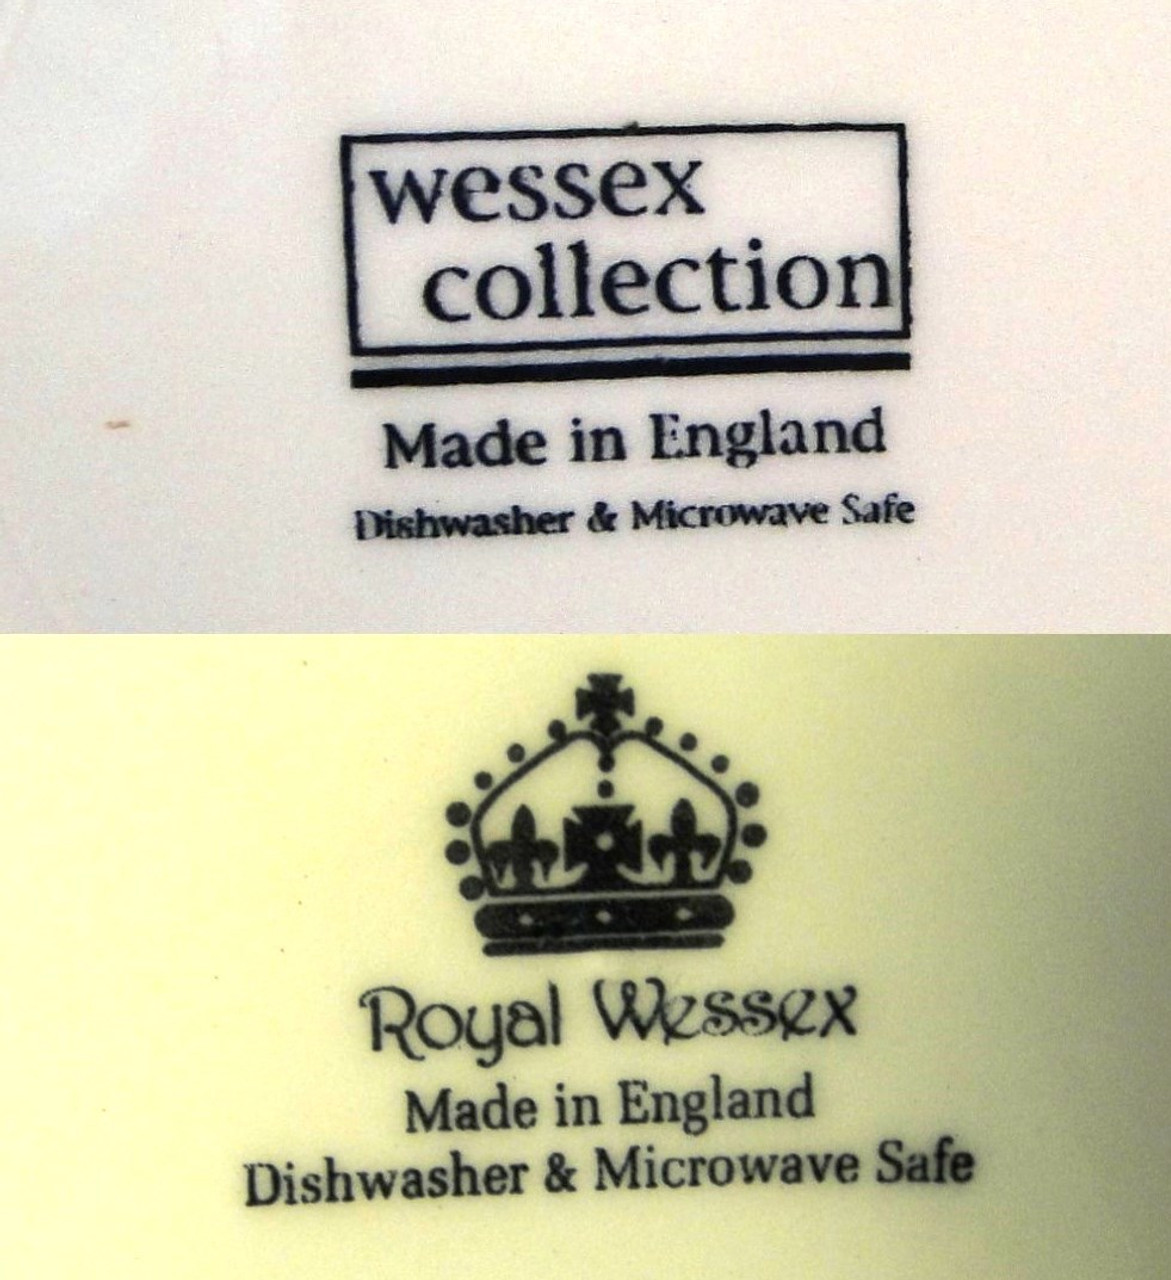 wessex
collection
Made in England
Dishwasher & Microwave Safe
Royal Wessex
Made in England
Dishwasher & Microwave Safe